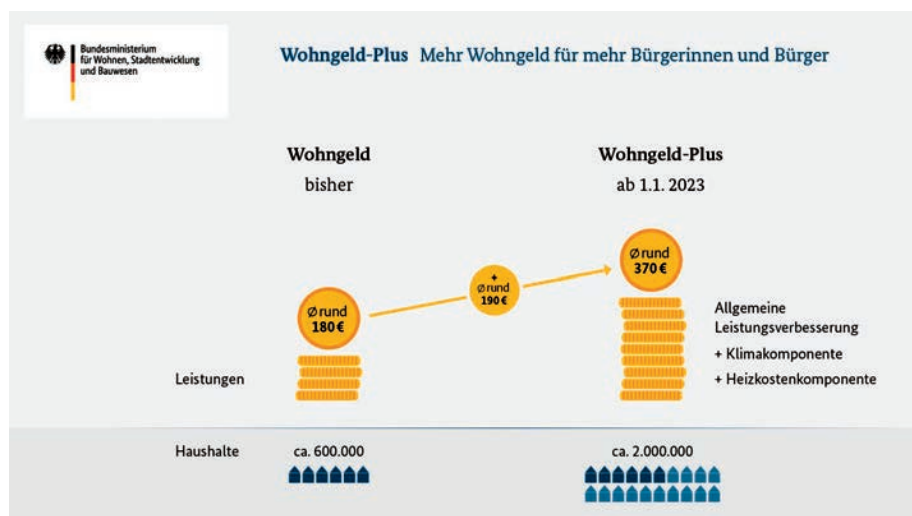 Bundesministerium
für Wohnen, Stadtentwicklung
und Bauwesen
Wohngeld-Plus Mehr Wohngeld für mehr Bürgerinnen und Bürger
Wohngeld
bisher
Wohngeld-Plus
ab 1.1. 2023
Ø rund
180 €
+
Ø rund
190 €
Ø rund
370 €
Leistungen
Allgemeine
Leistungsverbesserung
+ Klimakomponente
+ Heizkostenkomponente
Haushalte
ca. 600.000
ca. 2.000.000